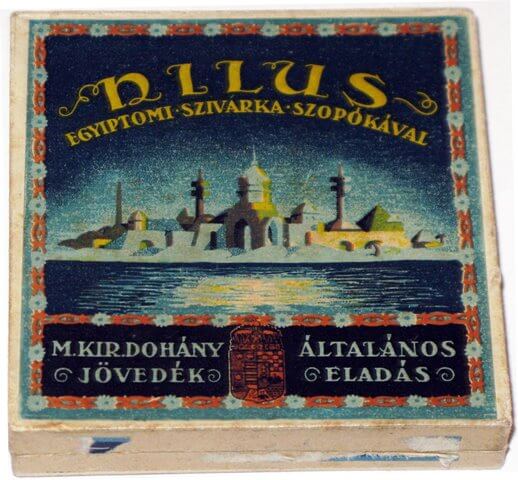 NILUS
EGYIPTOMI·SZIVARKA·SZOPÓKÁVAL
M.KIR.DOHÁNY
JÖVEDÉK
ÁLTALÁNOS
ELADÁS